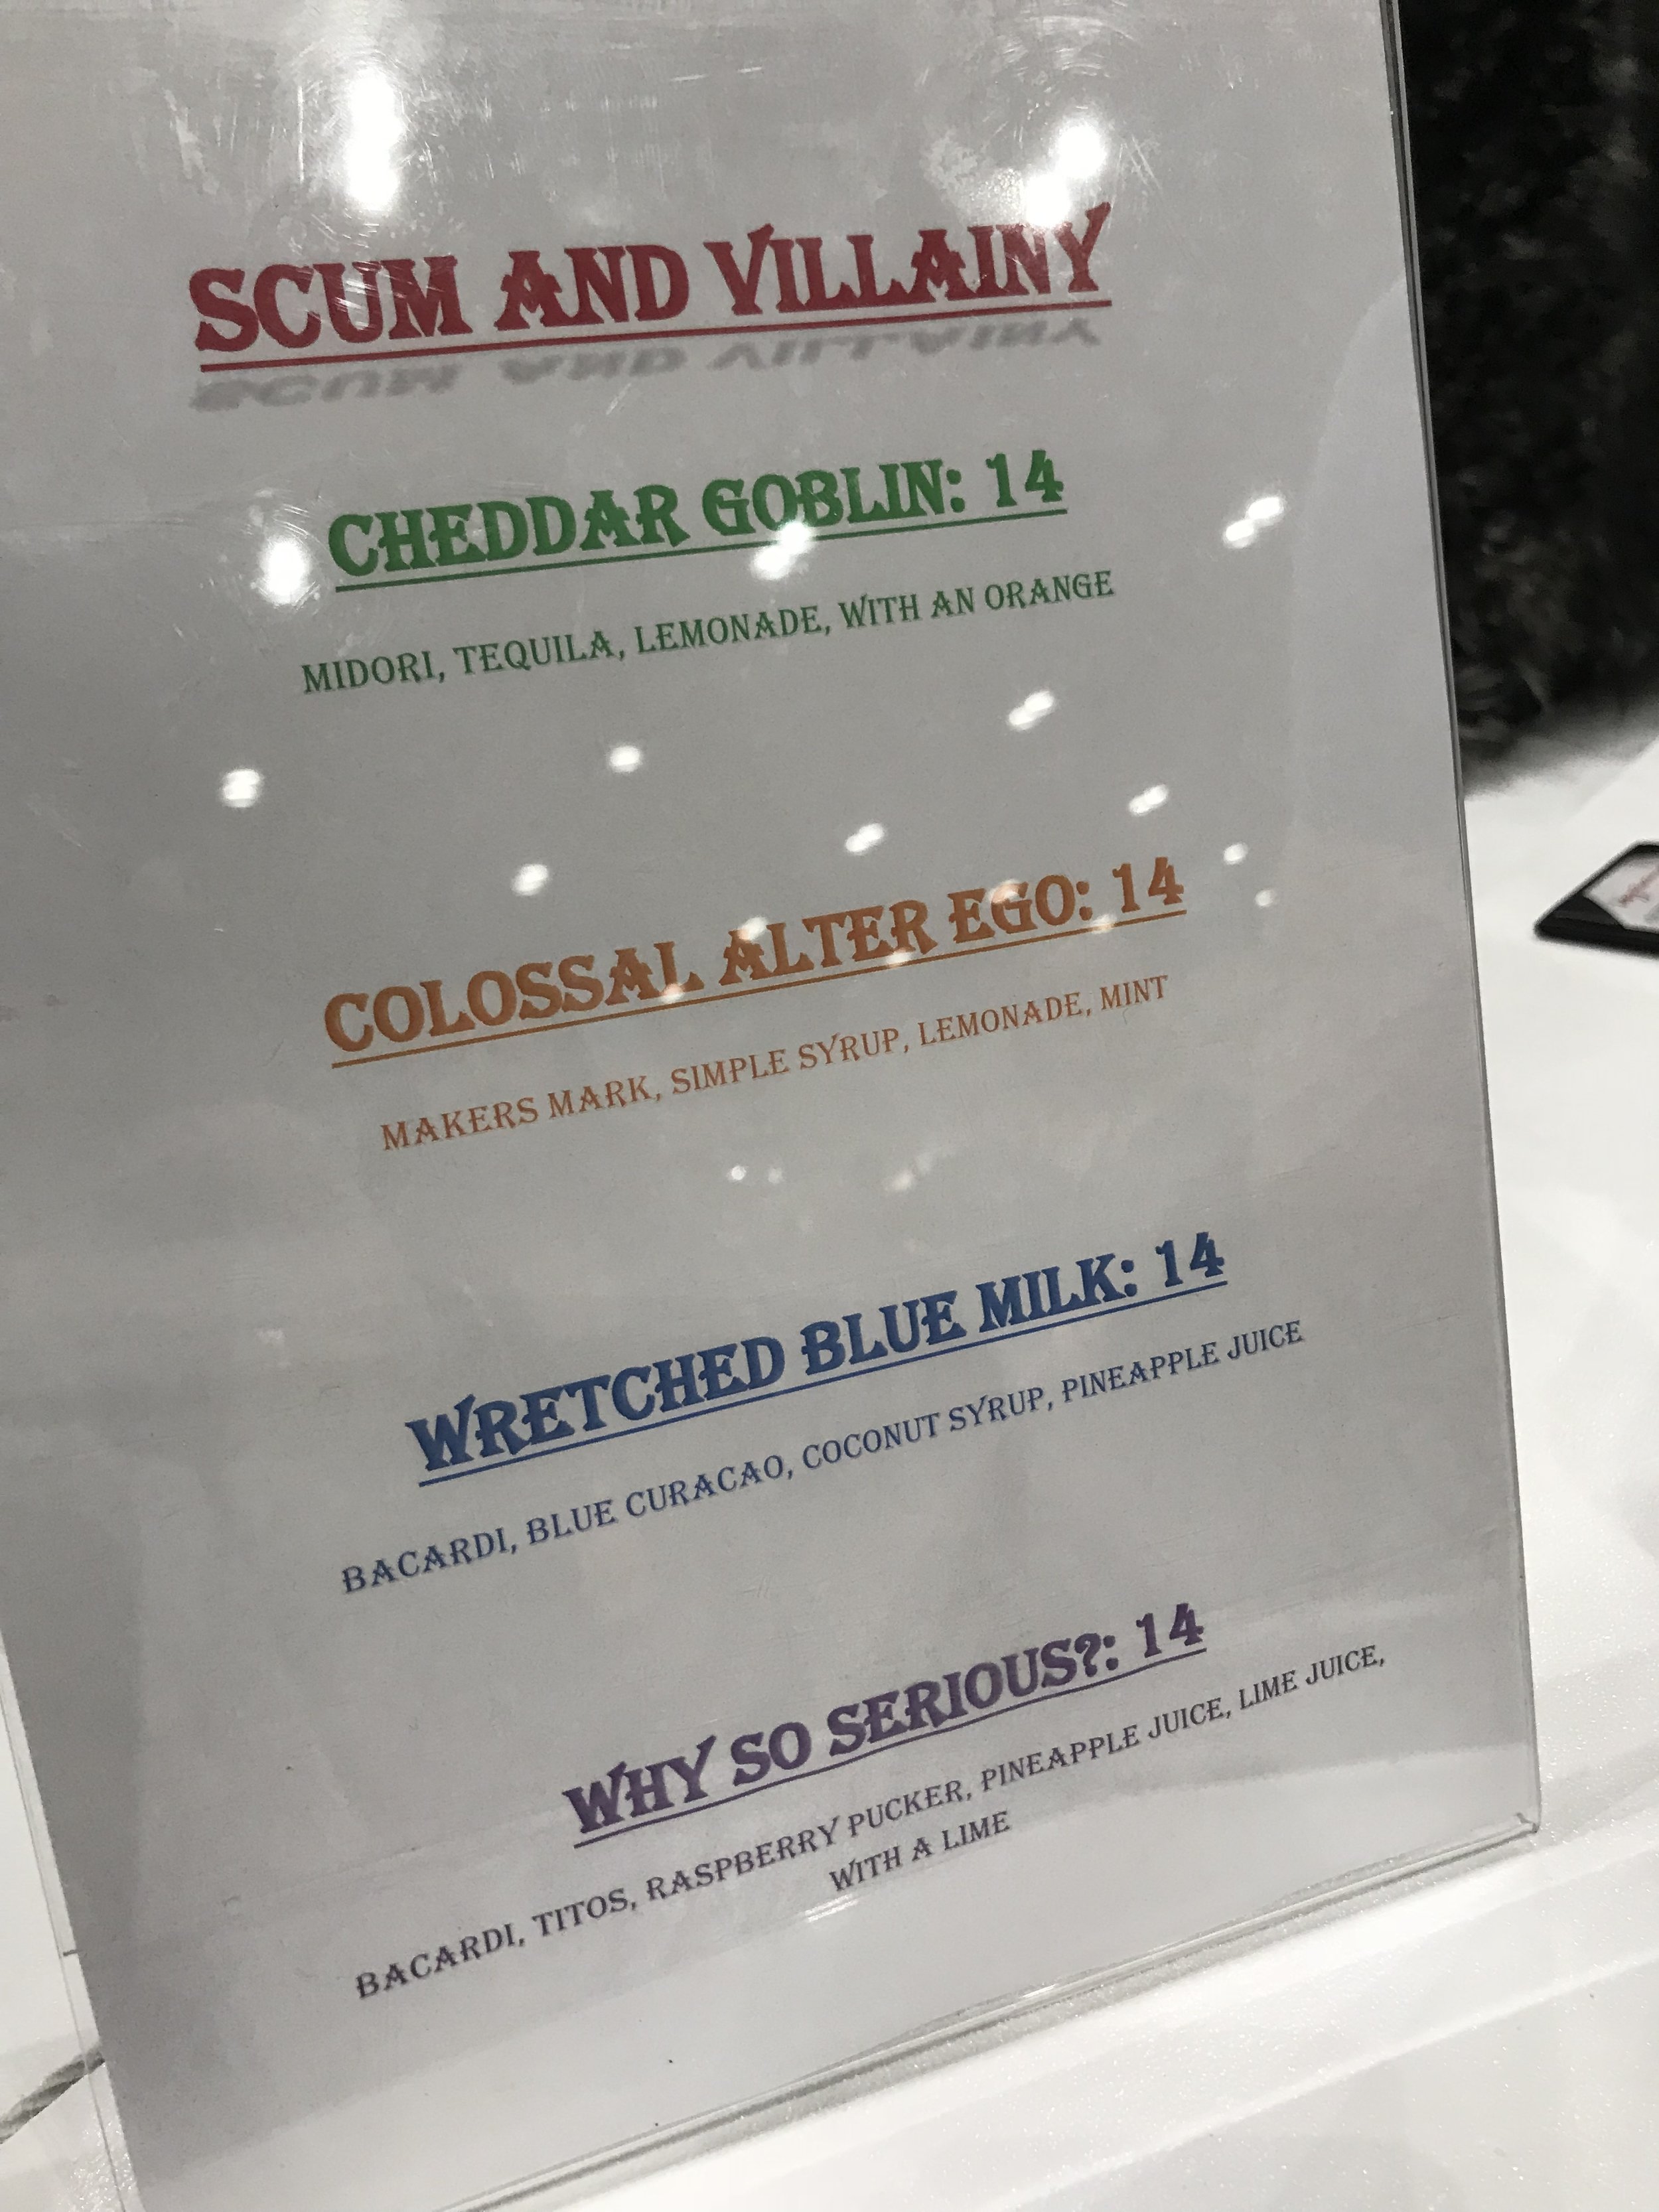 SCUM AND VILLAINY
CHEDDAR GOBLIN: 14
MIDORI, TEQUILA, LEMONADE, WITH AN ORANGE
COLOSSAL ALTER EGO: 14
MAKERS MARK, SIMPLE SYRUP, LEMONADE, MINT
WRETCHED BLUE MILK: 14
BACARDI, BLUE CURACAO, COCONUT SYRUP, PINEAPPLE JUICE
WHY SO SERIOUS?: 14
BACARDI, TITOS, RASPBERRY PUCKER, PINEAPPLE JUICE, LIME JUICE,
WITH A LIME